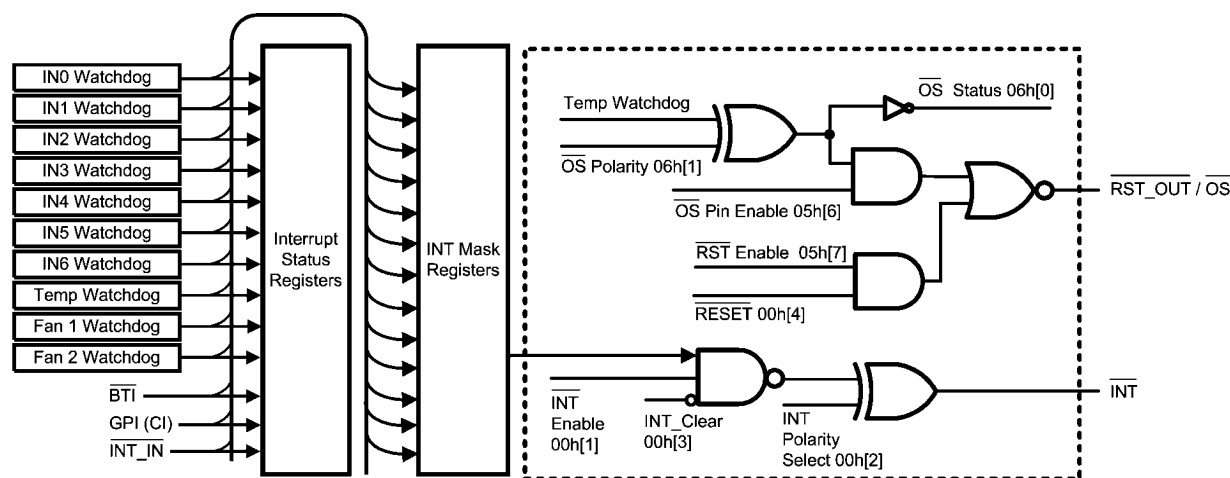 IN0 Watchdog
IN1 Watchdog
IN2 Watchdog
IN3 Watchdog
IN4 Watchdog
IN5 Watchdog
IN6 Watchdog
Temp Watchdog
Fan 1 Watchdog
Fan 2 Watchdog
BTI
GPI (CI)
INT_IN
Interrupt
Status
Registers
INT Mask
Registers
Temp Watchdog
OS Polarity 06h[1]
OS Status 06h[0]
OS Pin Enable 05h[6]
RST Enable 05h[7]
RESET 00h[4]
RST_OUT / OS
INT
Enable
00h[1]
INT_Clear
00h[3]
INT
Polarity
Select 00h[2]
INT